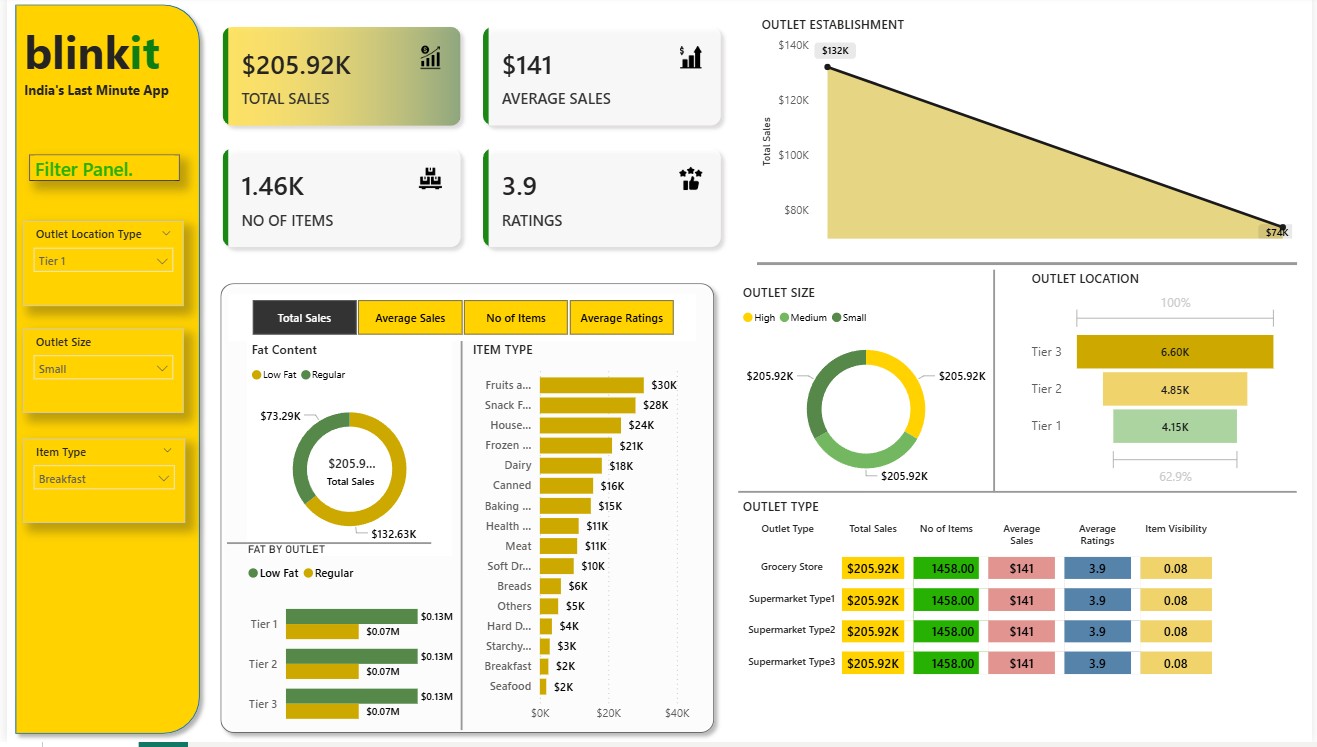 blinkit
India's Last Minute App
Filter Panel.
Outlet Location Type
Tier 1
Outlet Size
Small
Item Type
Breakfast
$205.92K
TOTAL SALES
$141
AVERAGE SALES
1.46K
NO OF ITEMS
3.9
RATINGS
OUTLET ESTABLISHMENT
Total Sales
$140K
$120K
$100K
$80K
$132K
$74K
Total Sales Average Sales No of Items Average Ratings
Fat Content
Low Fat Regular
$73.29K
$205.9...
Total Sales
$132.63K
FAT BY OUTLET
Low Fat Regular
Tier 1 $0.13M
$0.07M
Tier 2 $0.13M
$0.07M
Tier 3 $0.13M
$0.07M
ITEM TYPE
Fruits a... $30K
Snack F... $28K
House... $24K
Frozen ... $21K
Dairy $18K
Canned $16K
Baking ... $15K
Health ... $11K
Meat $11K
Soft Dr... $10K
Breads $6K
Others $5K
Hard D... $4K
Starchy... $3K
Breakfast $2K
Seafood $2K
$0K $20K $40K
OUTLET SIZE
High Medium Small
$205.92K $205.92K
$205.92K
OUTLET LOCATION
100%
Tier 3 6.60K
Tier 2 4.85K
Tier 1 4.15K
62.9%
OUTLET TYPE
Outlet Type Total Sales No of Items Average Sales Average Ratings Item Visibility
Grocery Store $205.92K 1458.00 $141 3.9 0.08
Supermarket Type1 $205.92K 1458.00 $141 3.9 0.08
Supermarket Type2 $205.92K 1458.00 $141 3.9 0.08
Supermarket Type3 $205.92K 1458.00 $141 3.9 0.08